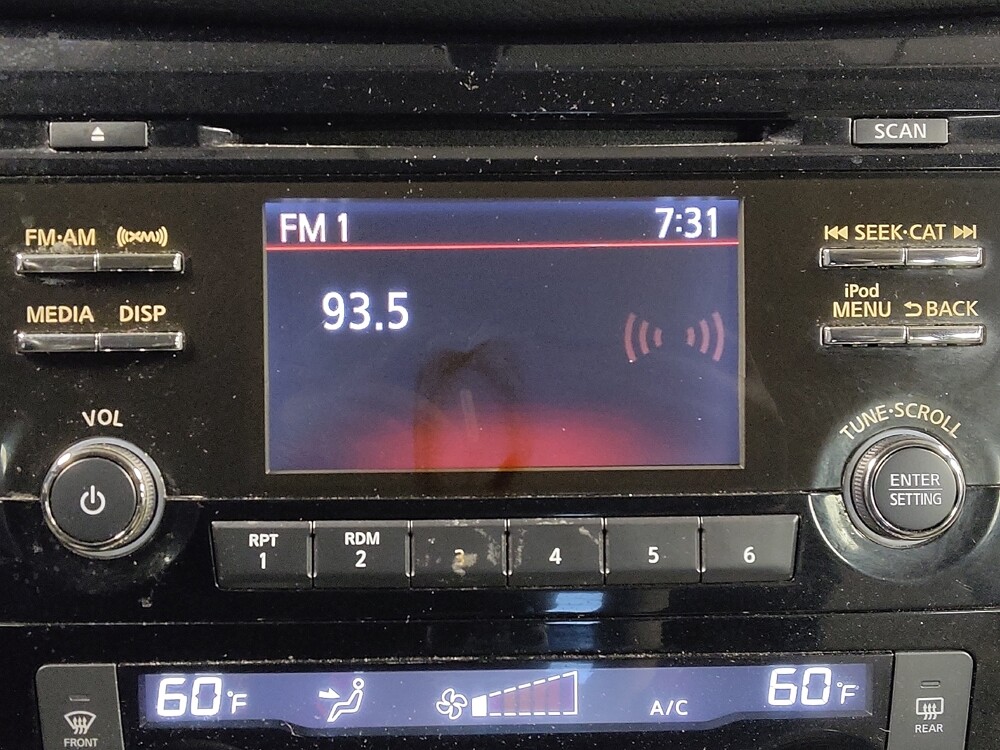 SCAN
FM·AM XM
FM 1 7:31
⏮ SEEK·CAT ⏭
93.5
MEDIA DISP
iPod
MENU BACK
VOL
TUNE·SCROLL
ENTER
SETTING
RPT RDM
1 2 3 4 5 6
60°F A/C 60°F
FRONT REAR